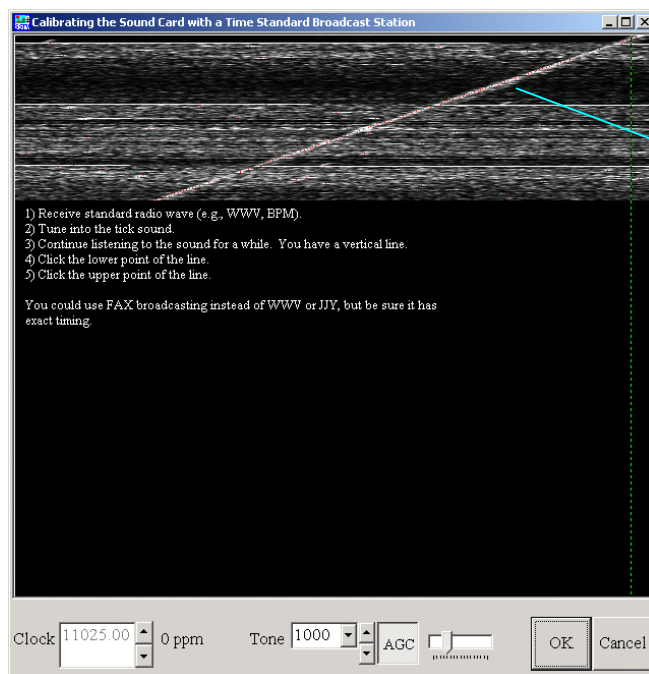 Calibrating the Sound Card with a Time Standard Broadcast Station
1) Receive standard radio wave (e.g., WWV, BPM).
2) Tune into the tick sound.
3) Continue listening to the sound for a while.  You have a vertical line.
4) Click the lower point of the line.
5) Click the upper point of the line.
You could use FAX broadcasting instead of WWV or JJY, but be sure it has
exact timing.
Clock 11025.00 0 ppm Tone 1000 AGC OK Cancel